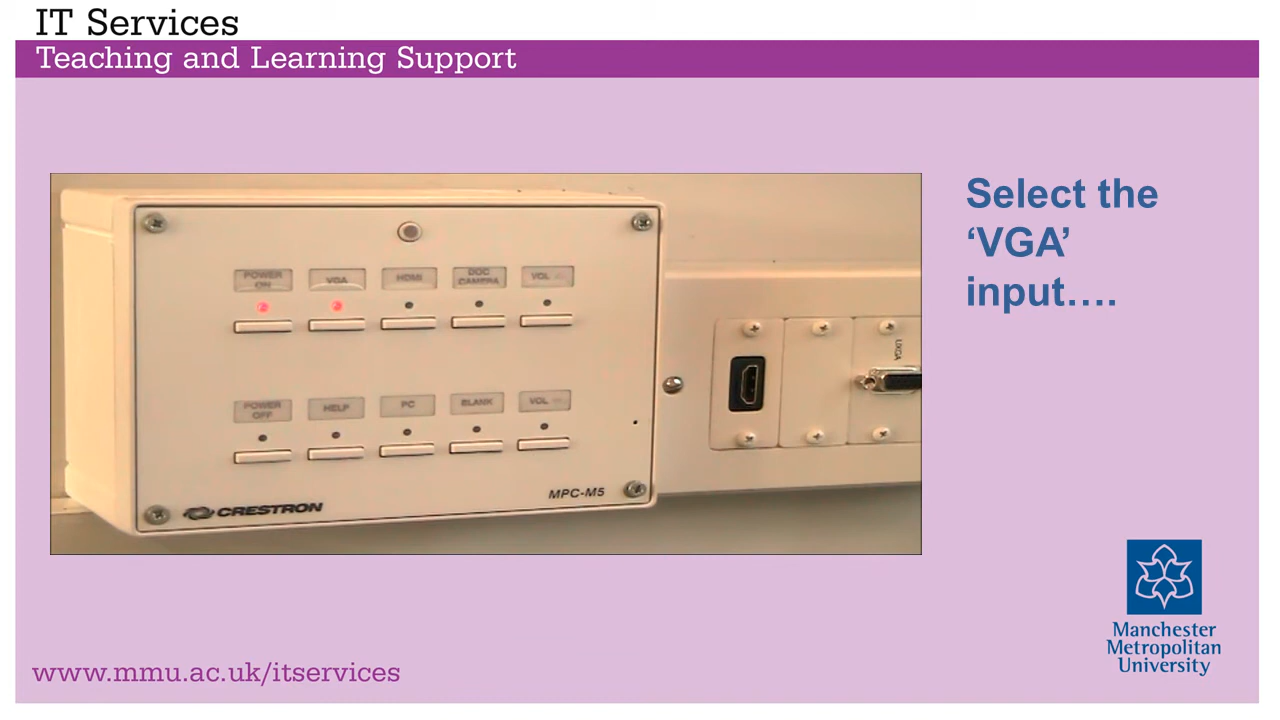 IT Services
Teaching and Learning Support
Select the
‘VGA’
input….
POWER ON
VGA
HDMI
DOC CAMERA
VOL
POWER OFF
HELP
PC
BLANK
VOL
CRESTRON
MPC-M5
UXGA
Manchester
Metropolitan
University
www.mmu.ac.uk/itservices